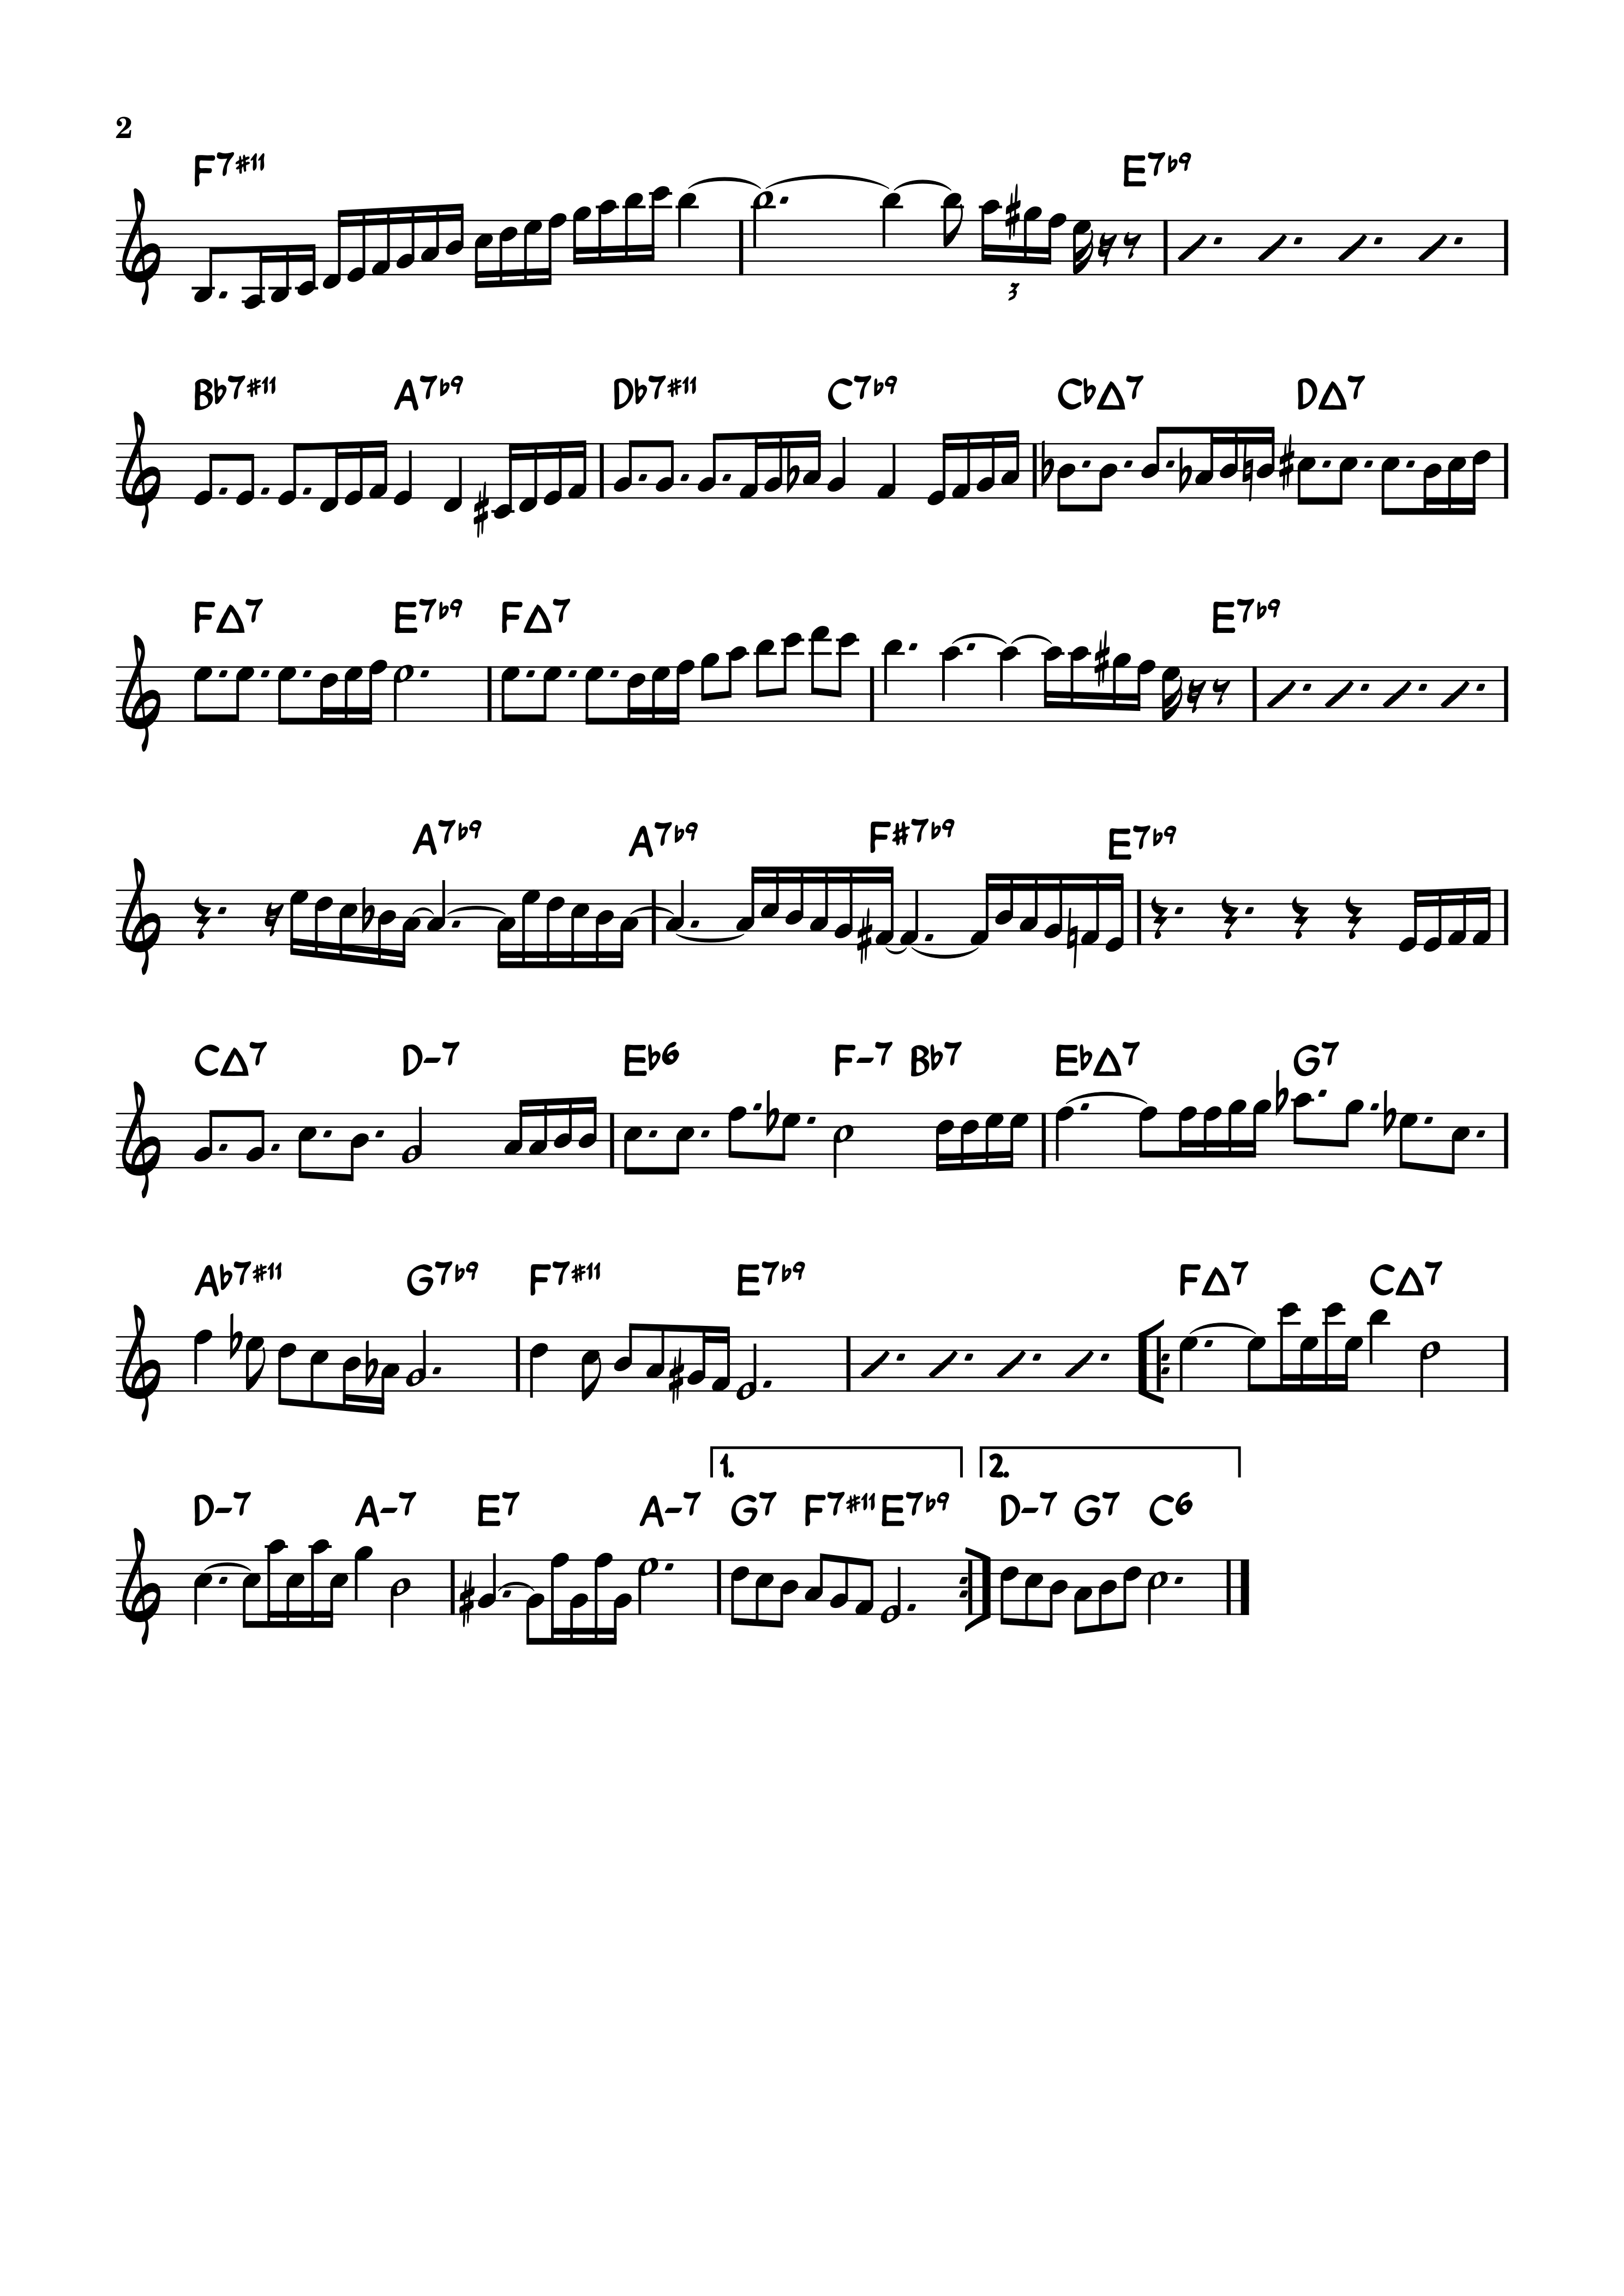 2
F7#11 E7b9
3
Bb7#11 A7b9 Db7#11 C7b9 CbΔ7 DΔ7
FΔ7 E7b9 FΔ7 E7b9
A7b9 A7b9 F#7b9 E7b9
CΔ7 D-7 Eb6 F-7 Bb7 EbΔ7 G7
Ab7#11 G7b9 F7#11 E7b9 FΔ7 CΔ7
1. 2.
D-7 A-7 E7 A-7 G7 F7#11 E7b9 D-7 G7 C6